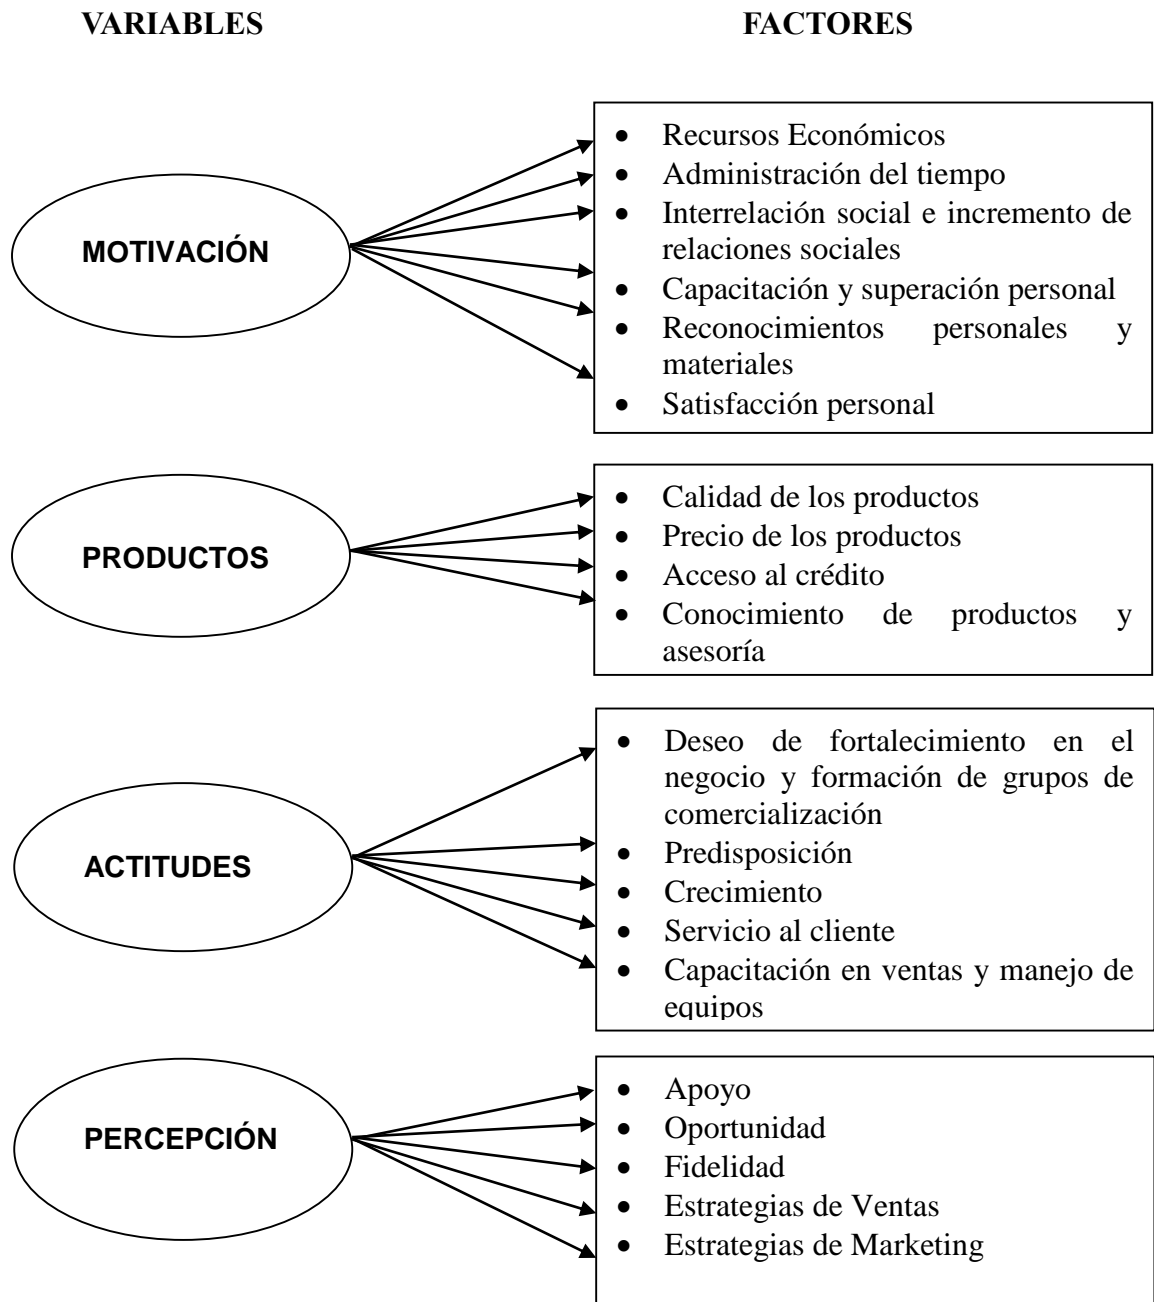 VARIABLES FACTORES
MOTIVACIÓN
• Recursos Económicos
• Administración del tiempo
• Interrelación social e incremento de
relaciones sociales
• Capacitación y superación personal
• Reconocimientos personales y
materiales
• Satisfacción personal
PRODUCTOS
• Calidad de los productos
• Precio de los productos
• Acceso al crédito
• Conocimiento de productos y
asesoría
ACTITUDES
• Deseo de fortalecimiento en el
negocio y formación de grupos de
comercialización
• Predisposición
• Crecimiento
• Servicio al cliente
• Capacitación en ventas y manejo de
equipos
PERCEPCIÓN
• Apoyo
• Oportunidad
• Fidelidad
• Estrategias de Ventas
• Estrategias de Marketing